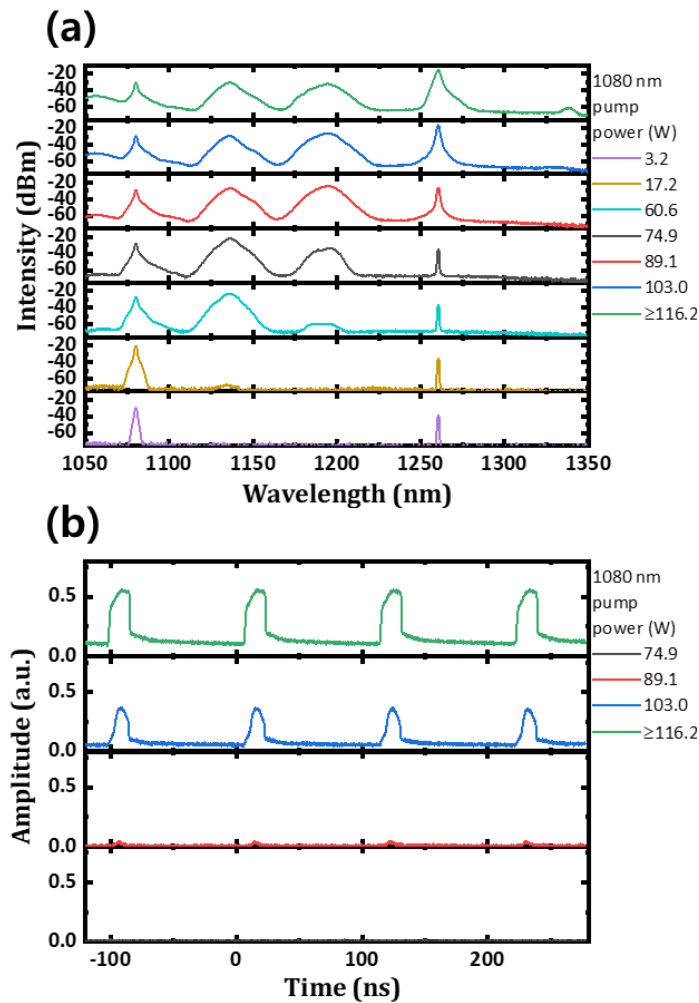 (a)
-20
-40
-60
-20
-40
-60
-20
-40
-60
-20
-40
-60
-20
-40
-60
-20
-40
-60
-20
-40
-60
Intensity (dBm)
1050 1100 1150 1200 1250 1300 1350
Wavelength (nm)
1080 nm
pump
power (W)
3.2
17.2
60.6
74.9
89.1
103.0
≥116.2
(b)
0.5
0.0
0.5
0.0
0.5
0.0
0.5
0.0
Amplitude (a.u.)
-100 0 100 200
Time (ns)
1080 nm
pump
power (W)
74.9
89.1
103.0
≥116.2